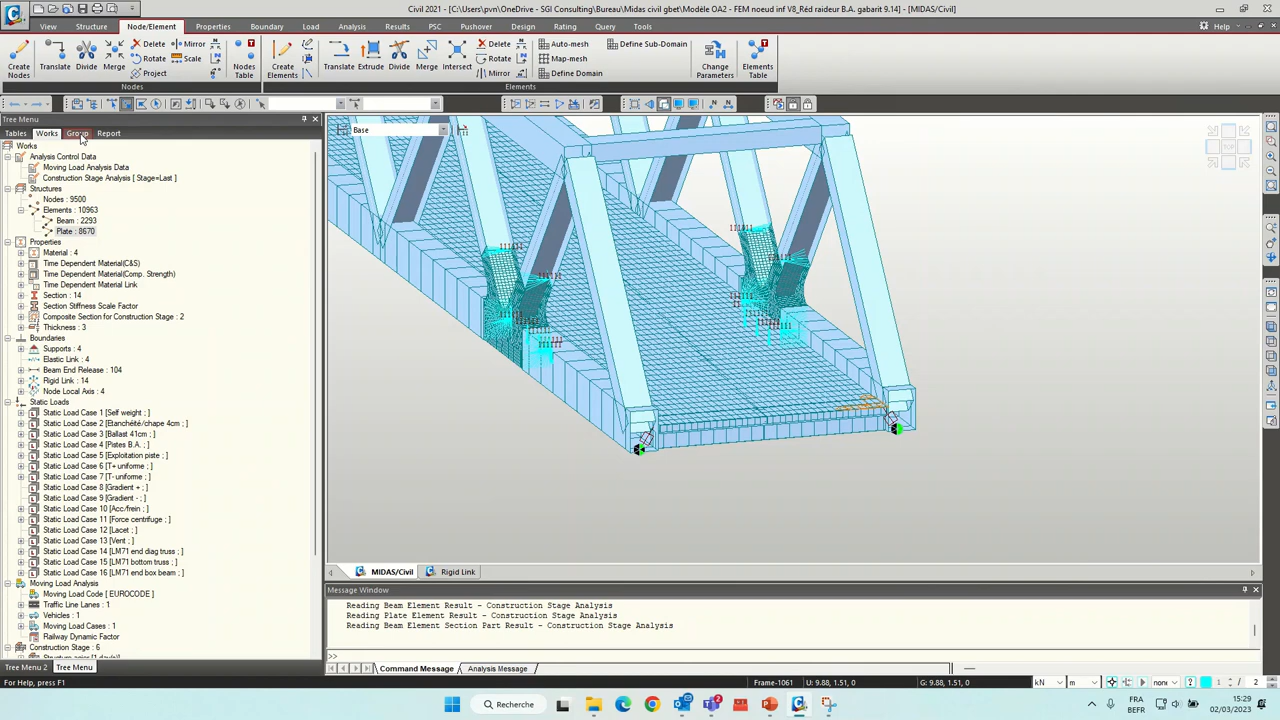 Civil 2021 - [C:\Users\pvn\OneDrive - SGI Consulting\Bureau\Midas civil gbet\Modèle OA2 - FEM noeud inf V8_Réd raideur B.A. gabarit 9.14] - [MIDAS/Civil]
View Structure Node/Element Properties Boundary Load Analysis Results PSC Pushover Design Rating Query Tools Help
Create Nodes
Translate
Divide
Merge
Delete
Rotate
Project
Mirror
Scale
Nodes Table
Create Elements
Translate
Extrude
Divide
Merge
Intersect
Delete
Rotate
Mirror
Auto-mesh
Map-mesh
Define Domain
Define Sub-Domain
Change Parameters
Elements Table
Nodes
Elements
Tree Menu
Tables Works Group Report
Works
Analysis Control Data
Moving Load Analysis Data
Construction Stage Analysis [ Stage=Last ]
Structures
Nodes : 9500
Elements : 10963
Beam : 2293
Plate : 8670
Properties
Material : 4
Time Dependent Material(C&S)
Time Dependent Material(Comp. Strength)
Time Dependent Material Link
Section : 14
Section Stiffness Scale Factor
Composite Section for Construction Stage : 2
Thickness : 3
Boundaries
Supports : 4
Elastic Link : 4
Beam End Release : 104
Rigid Link : 14
Node Local Axis : 4
Static Loads
Static Load Case 1 [Self weight ; ]
Static Load Case 2 [Etanchéité/chape 4cm ; ]
Static Load Case 3 [Ballast 41cm ; ]
Static Load Case 4 [Pistes B.A. ; ]
Static Load Case 5 [Exploitation piste ; ]
Static Load Case 6 [T+ uniforme ; ]
Static Load Case 7 [T- uniforme ; ]
Static Load Case 8 [Gradient + ; ]
Static Load Case 9 [Gradient - ; ]
Static Load Case 10 [Acc/frein ; ]
Static Load Case 11 [Force centrifuge ; ]
Static Load Case 12 [Lacet ; ]
Static Load Case 13 [Vent ; ]
Static Load Case 14 [LM71 end diag truss ; ]
Static Load Case 15 [LM71 bottom truss ; ]
Static Load Case 16 [LM71 end box beam ; ]
Moving Load Analysis
Moving Load Code [ EUROCODE ]
Traffic Line Lanes : 1
Vehicles : 1
Moving Load Cases : 1
Railway Dynamic Factor
Construction Stage : 6
Tree Menu 2 Tree Menu
Base
TOP
MIDAS/Civil Rigid Link
Message Window
Reading Beam Element Result - Construction Stage Analysis
Reading Plate Element Result - Construction Stage Analysis
Reading Beam Element Section Part Result - Construction Stage Analysis
>>
Command Message Analysis Message
For Help, press F1
Frame-1061
U: 9.88, 1.51, 0
G: 9.88, 1.51, 0
kN
m
none
1 / 2
Recherche
FRA
BEFR
15:29
02/03/2023